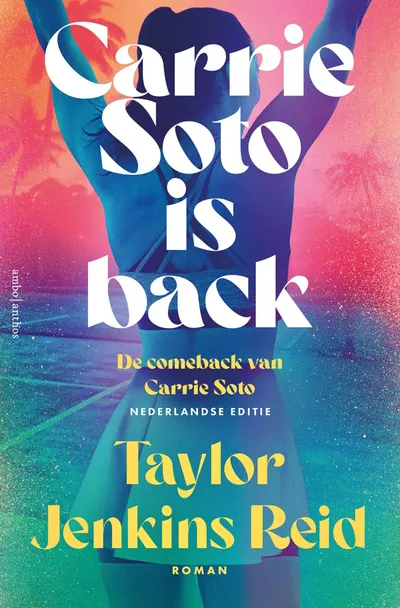 Carrie
Soto
is
back
De comeback van
Carrie Soto
NEDERLANDSE EDITIE
Taylor
Jenkins Reid
ROMAN
ambo|anthos